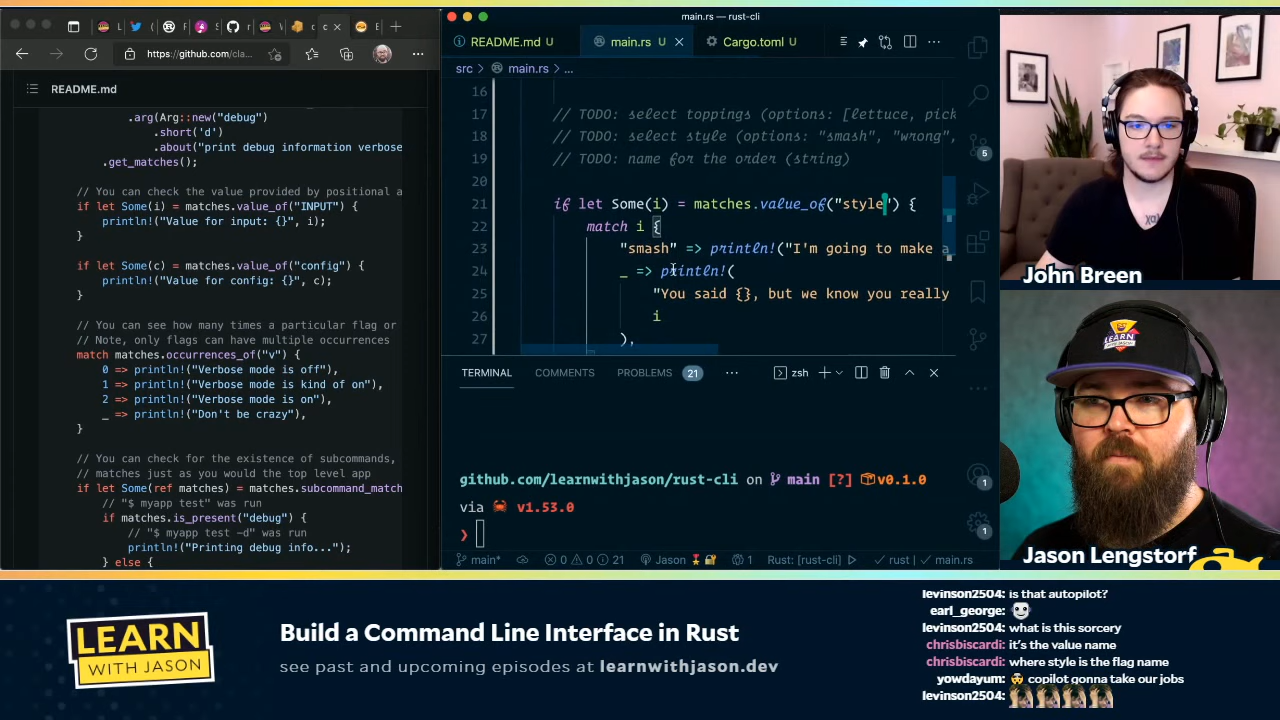 https://github.com/cla...
README.md
.arg(Arg::new("debug")
.short('d')
.about("print debug information verbose
.get_matches();
// You can check the value provided by positional a
if let Some(i) = matches.value_of("INPUT") {
println!("Value for input: {}", i);
}
if let Some(c) = matches.value_of("config") {
println!("Value for config: {}", c);
}
// You can see how many times a particular flag or
// Note, only flags can have multiple occurrences
match matches.occurrences_of("v") {
0 => println!("Verbose mode is off"),
1 => println!("Verbose mode is kind of on"),
2 => println!("Verbose mode is on"),
_ => println!("Don't be crazy"),
}
// You can check for the existence of subcommands,
// matches just as you would the top level app
if let Some(ref matches) = matches.subcommand_match
// "$ myapp test" was run
if matches.is_present("debug") {
// "$ myapp test -d" was run
println!("Printing debug info...");
} else {
main.rs — rust-cli
README.md U
main.rs U
Cargo.toml U
src > main.rs > ...
16
17 // TODO: select toppings (options: [lettuce, pick
18 // TODO: select style (options: "smash", "wrong",
19 // TODO: name for the order (string)
20
21 if let Some(i) = matches.value_of("style") {
22 match i {
23 "smash" => println!("I'm going to make a
24 _ => println!(
25 "You said {}, but we know you really
26 i
27 ),
TERMINAL COMMENTS PROBLEMS 21 ... zsh
github.com/learnwithjason/rust-cli on main [?] v0.1.0
via v1.53.0
❯
main* 0 0 21 Jason 1 Rust: [rust-cli] rust main.rs
5
1
1
John Breen
LEARN
WITH JASON
Jason Lengstorf
LEARN
WITH JASON
Build a Command Line Interface in Rust
see past and upcoming episodes at learnwithjason.dev
levinson2504: is that autopilot?
earl_george:
levinson2504: what is this sorcery
chrisbiscardi: it's the value name
chrisbiscardi: where style is the flag name
yowdayum: copilot gonna take our jobs
levinson2504: